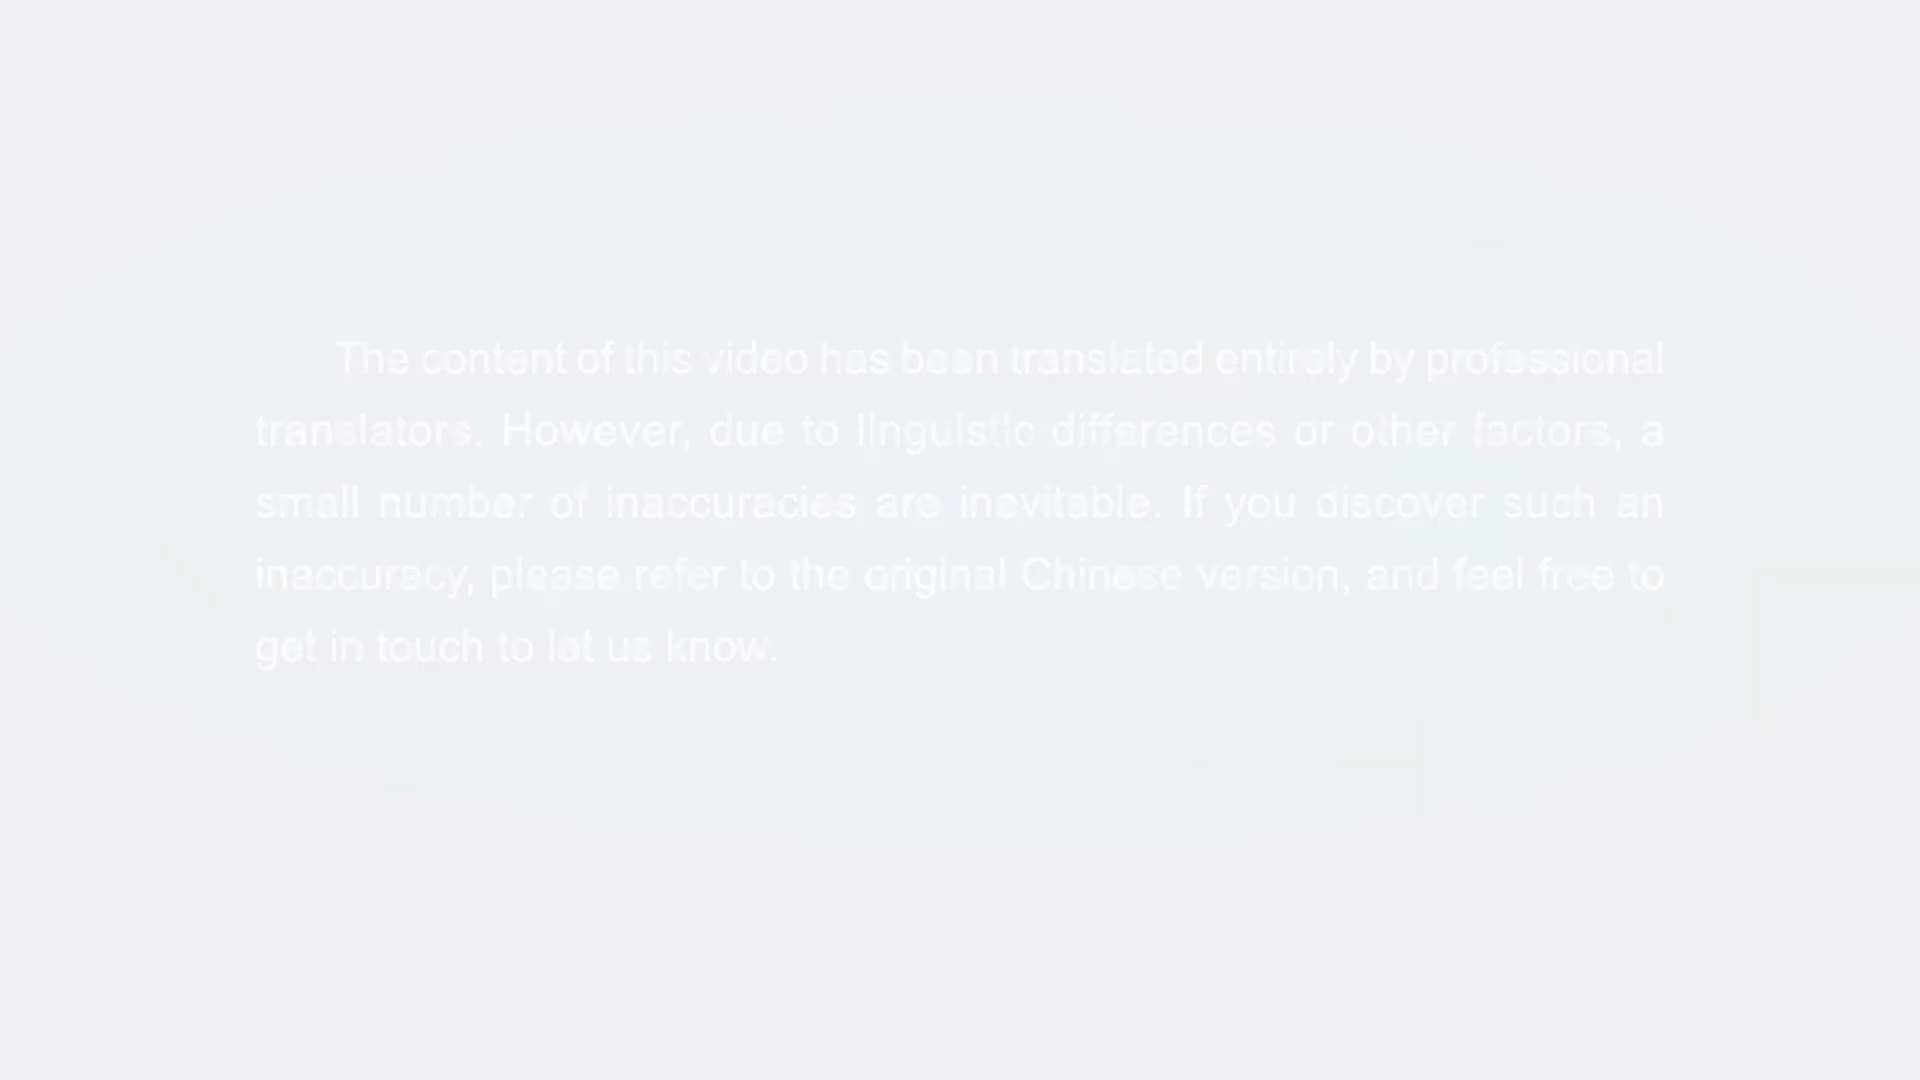 The content of this video has been translated entirely by professional
translators. However, due to linguistic differences or other factors, a
small number of inaccuracies are inevitable. If you discover such an
inaccuracy, please refer to the original Chinese version, and feel free to
get in touch to let us know.